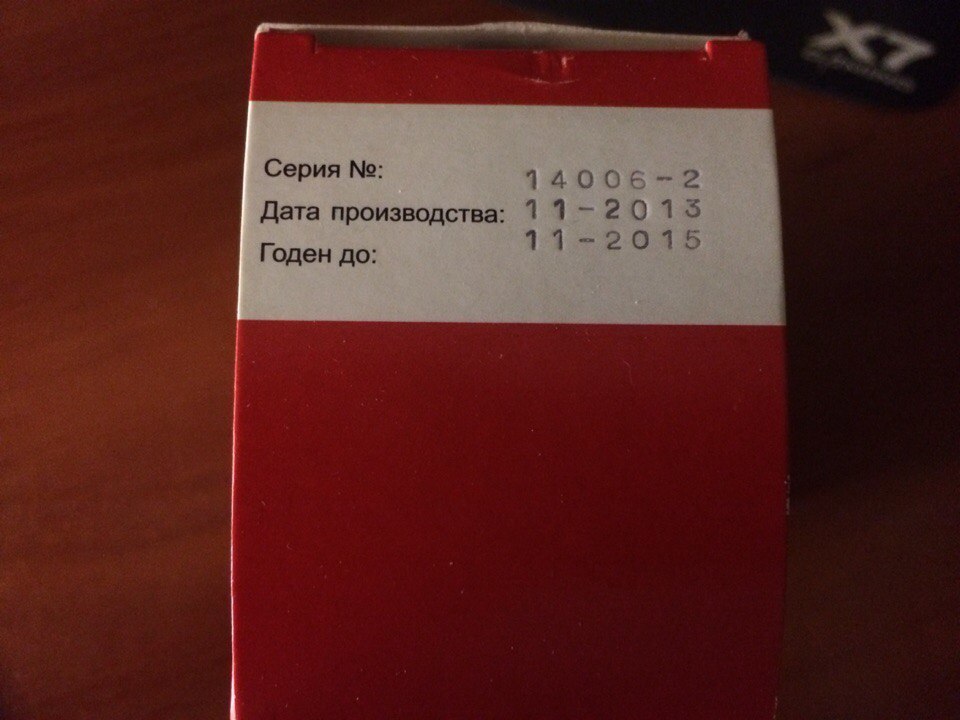 X7
Серия №: 14006-2
Дата производства: 11-2013
Годен до: 11-2015